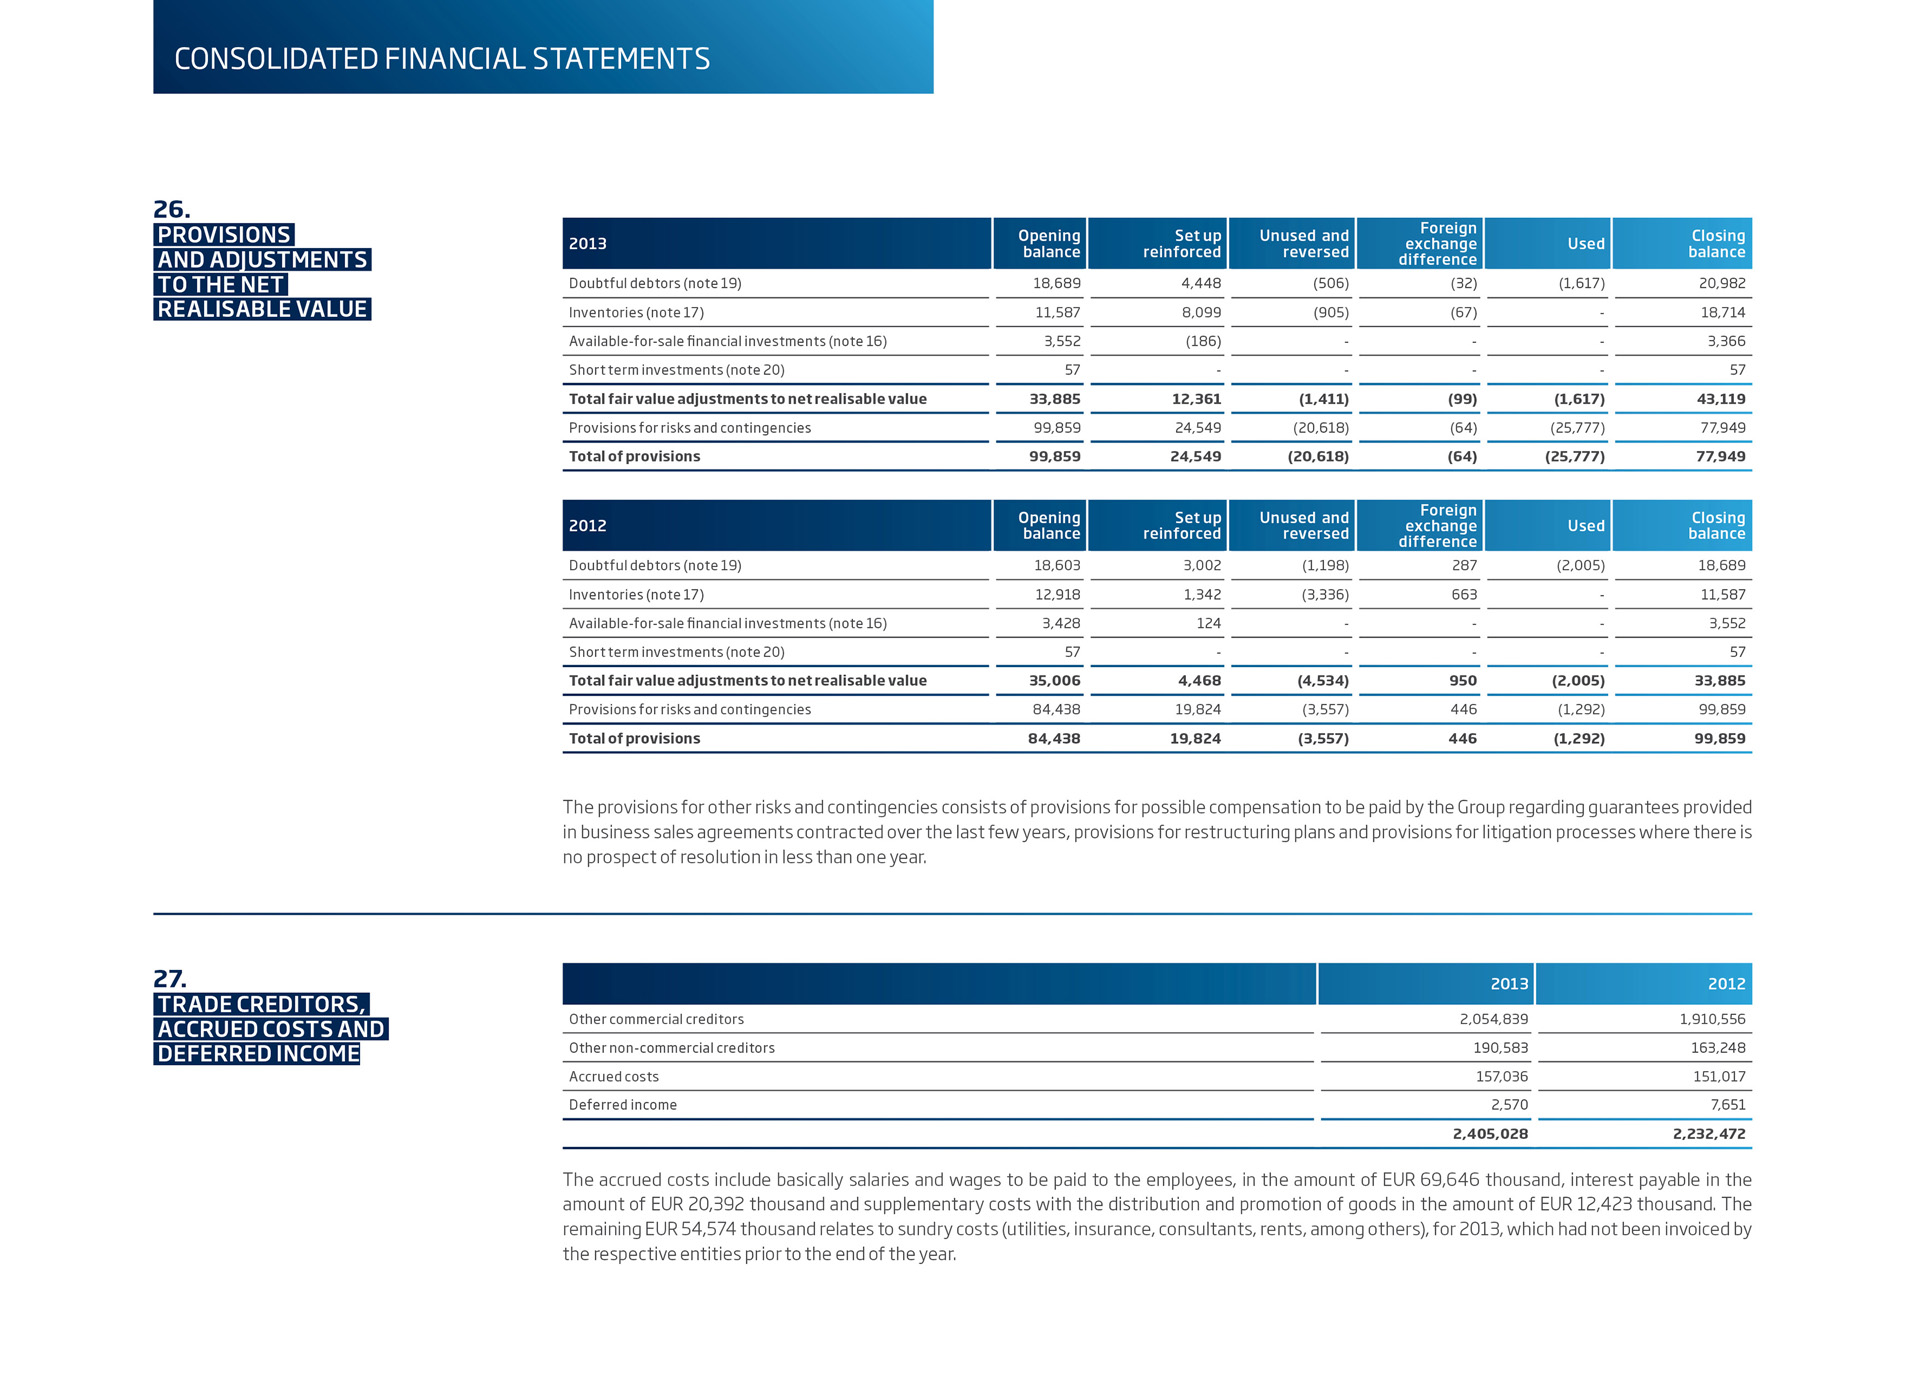 CONSOLIDATED FINANCIAL STATEMENTS
26.
PROVISIONS
AND ADJUSTMENTS
TO THE NET
REALISABLE VALUE
2013 Opening balance Set up reinforced Unused and reversed Foreign exchange difference Used Closing balance
Doubtful debtors (note 19) 18,689 4,448 (506) (32) (1,617) 20,982
Inventories (note 17) 11,587 8,099 (905) (67) - 18,714
Available-for-sale financial investments (note 16) 3,552 (186) - - - 3,366
Short term investments (note 20) 57 - - - - 57
Total fair value adjustments to net realisable value 33,885 12,361 (1,411) (99) (1,617) 43,119
Provisions for risks and contingencies 99,859 24,549 (20,618) (64) (25,777) 77,949
Total of provisions 99,859 24,549 (20,618) (64) (25,777) 77,949
2012 Opening balance Set up reinforced Unused and reversed Foreign exchange difference Used Closing balance
Doubtful debtors (note 19) 18,603 3,002 (1,198) 287 (2,005) 18,689
Inventories (note 17) 12,918 1,342 (3,336) 663 - 11,587
Available-for-sale financial investments (note 16) 3,428 124 - - - 3,552
Short term investments (note 20) 57 - - - - 57
Total fair value adjustments to net realisable value 35,006 4,468 (4,534) 950 (2,005) 33,885
Provisions for risks and contingencies 84,438 19,824 (3,557) 446 (1,292) 99,859
Total of provisions 84,438 19,824 (3,557) 446 (1,292) 99,859
The provisions for other risks and contingencies consists of provisions for possible compensation to be paid by the Group regarding guarantees provided
in business sales agreements contracted over the last few years, provisions for restructuring plans and provisions for litigation processes where there is
no prospect of resolution in less than one year.
27.
TRADE CREDITORS,
ACCRUED COSTS AND
DEFERRED INCOME
2013 2012
Other commercial creditors 2,054,839 1,910,556
Other non-commercial creditors 190,583 163,248
Accrued costs 157,036 151,017
Deferred income 2,570 7,651
2,405,028 2,232,472
The accrued costs include basically salaries and wages to be paid to the employees, in the amount of EUR 69,646 thousand, interest payable in the
amount of EUR 20,392 thousand and supplementary costs with the distribution and promotion of goods in the amount of EUR 12,423 thousand. The
remaining EUR 54,574 thousand relates to sundry costs (utilities, insurance, consultants, rents, among others), for 2013, which had not been invoiced by
the respective entities prior to the end of the year.